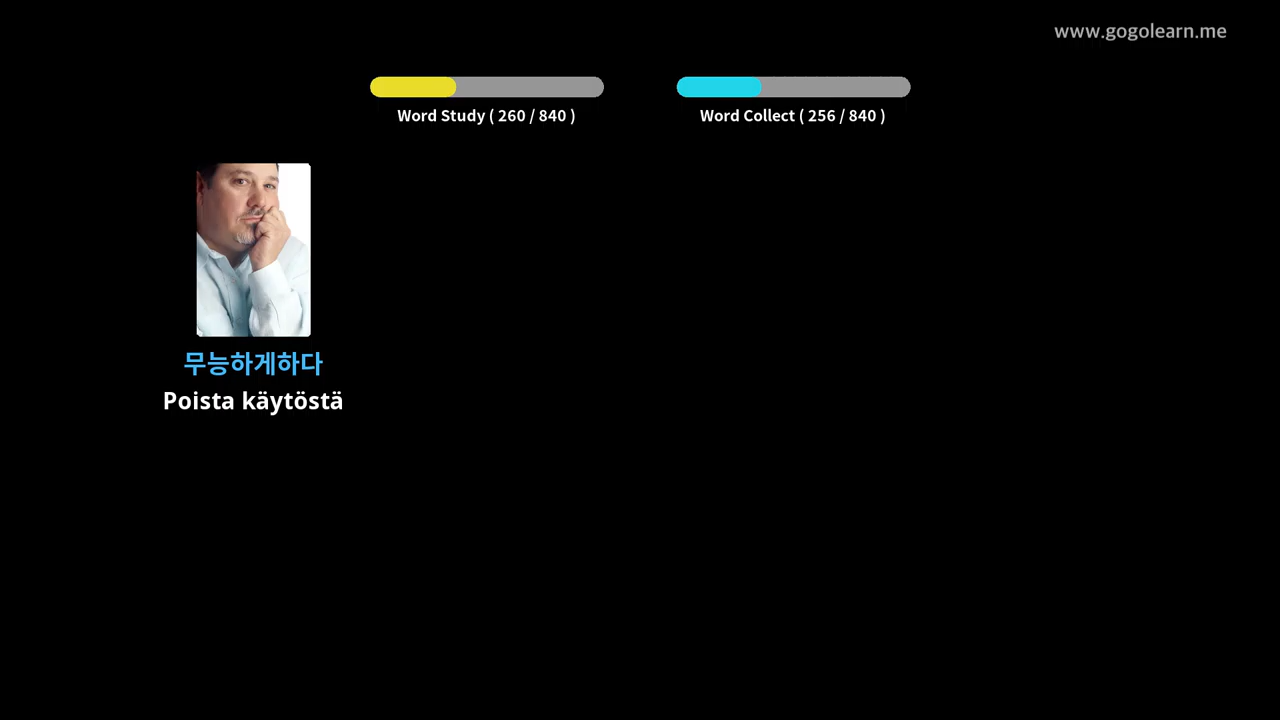 www.gogolearn.me
Word Study ( 260 / 840 )
Word Collect ( 256 / 840 )
무능하게하다
Poista käytöstä